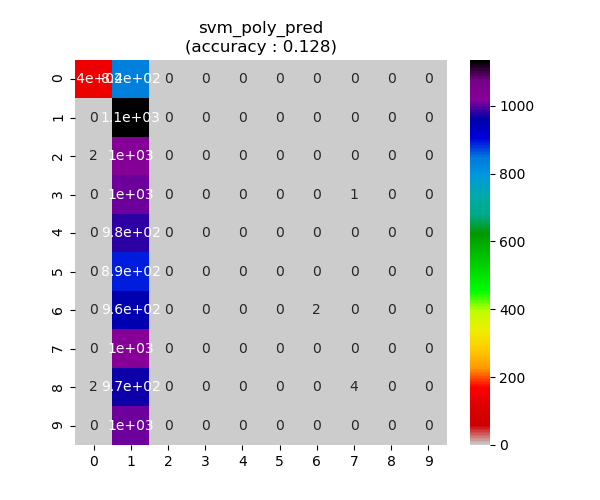 svm_poly_pred
(accuracy : 0.128)
0 0 0 0 0 0 0 0 0
1 0 1.1e+03 0 0 0 0 0 0 0 0
2 2 1e+03 0 0 0 0 0 0 0 0
3 0 1e+03 0 0 0 0 0 1 0 0
4 0 9.8e+02 0 0 0 0 0 0 0 0
5 0 8.9e+02 0 0 0 0 0 0 0 0
6 0 9.6e+02 0 0 0 0 2 0 0 0
7 0 1e+03 0 0 0 0 0 0 0 0
8 2 9.7e+02 0 0 0 0 0 4 0 0
9 0 1e+03 0 0 0 0 0 0 0 0
0 1 2 3 4 5 6 7 8 9
1000
800
600
400
200
0